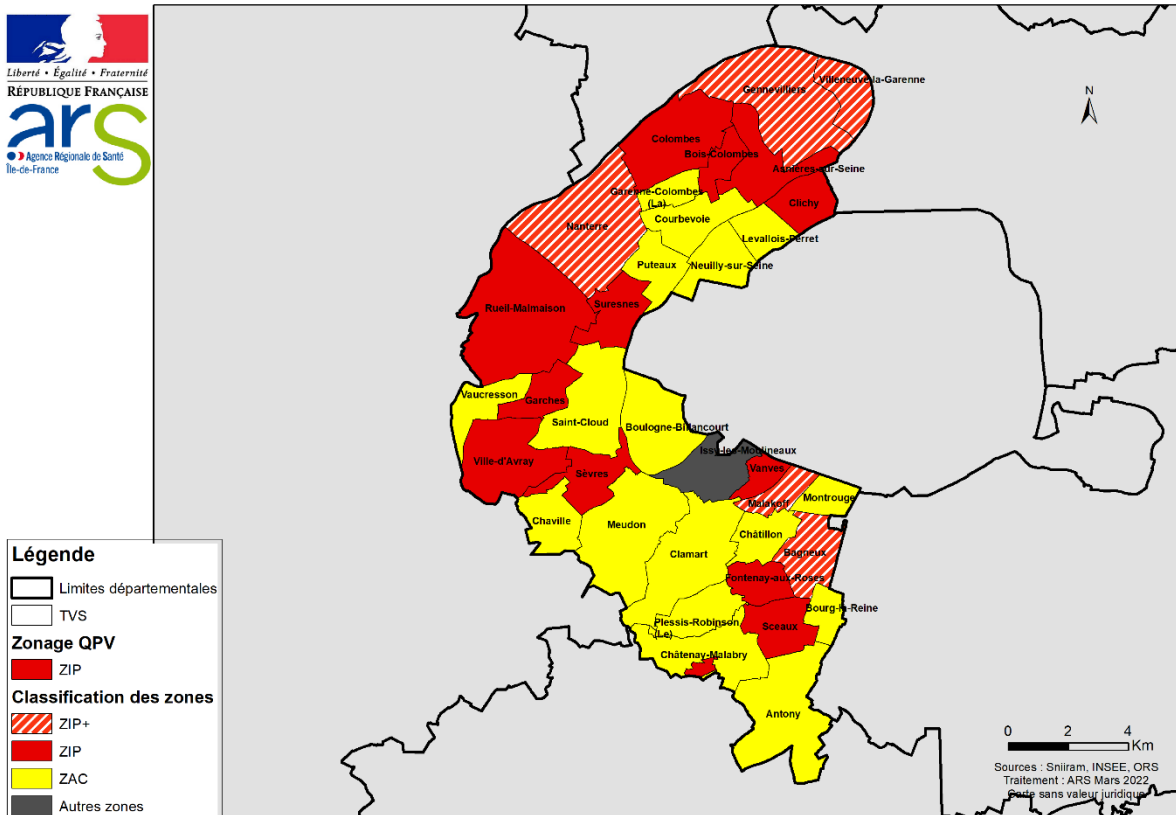 Liberté • Égalité • Fraternité
RÉPUBLIQUE FRANÇAISE
ars
Agence Régionale de Santé
Île-de-France
N
Villeneuve-la-Garenne
Gennevilliers
Colombes
Bois-Colombes
Asnières-sur-Seine
Garenne-Colombes
(La)
Clichy
Courbevoie
Nanterre
Levallois-Perret
Puteaux
Neuilly-sur-Seine
Rueil-Malmaison
Suresnes
Vaucresson
Garches
Saint-Cloud
Boulogne-Billancourt
Issy-les-Moulineaux
Ville-d'Avray
Sèvres
Vanves
Malakoff
Montrouge
Chaville
Meudon
Châtillon
Clamart
Bagneux
Fontenay-aux-Roses
Bourg-la-Reine
Plessis-Robinson
(Le)
Sceaux
Châtenay-Malabry
Antony
Légende
Limites départementales
TVS
Zonage QPV
ZIP
Classification des zones
ZIP+
ZIP
ZAC
Autres zones
0 2 4
Km
Sources : Sniiram, INSEE, ORS
Traitement : ARS Mars 2022
Carte sans valeur juridique